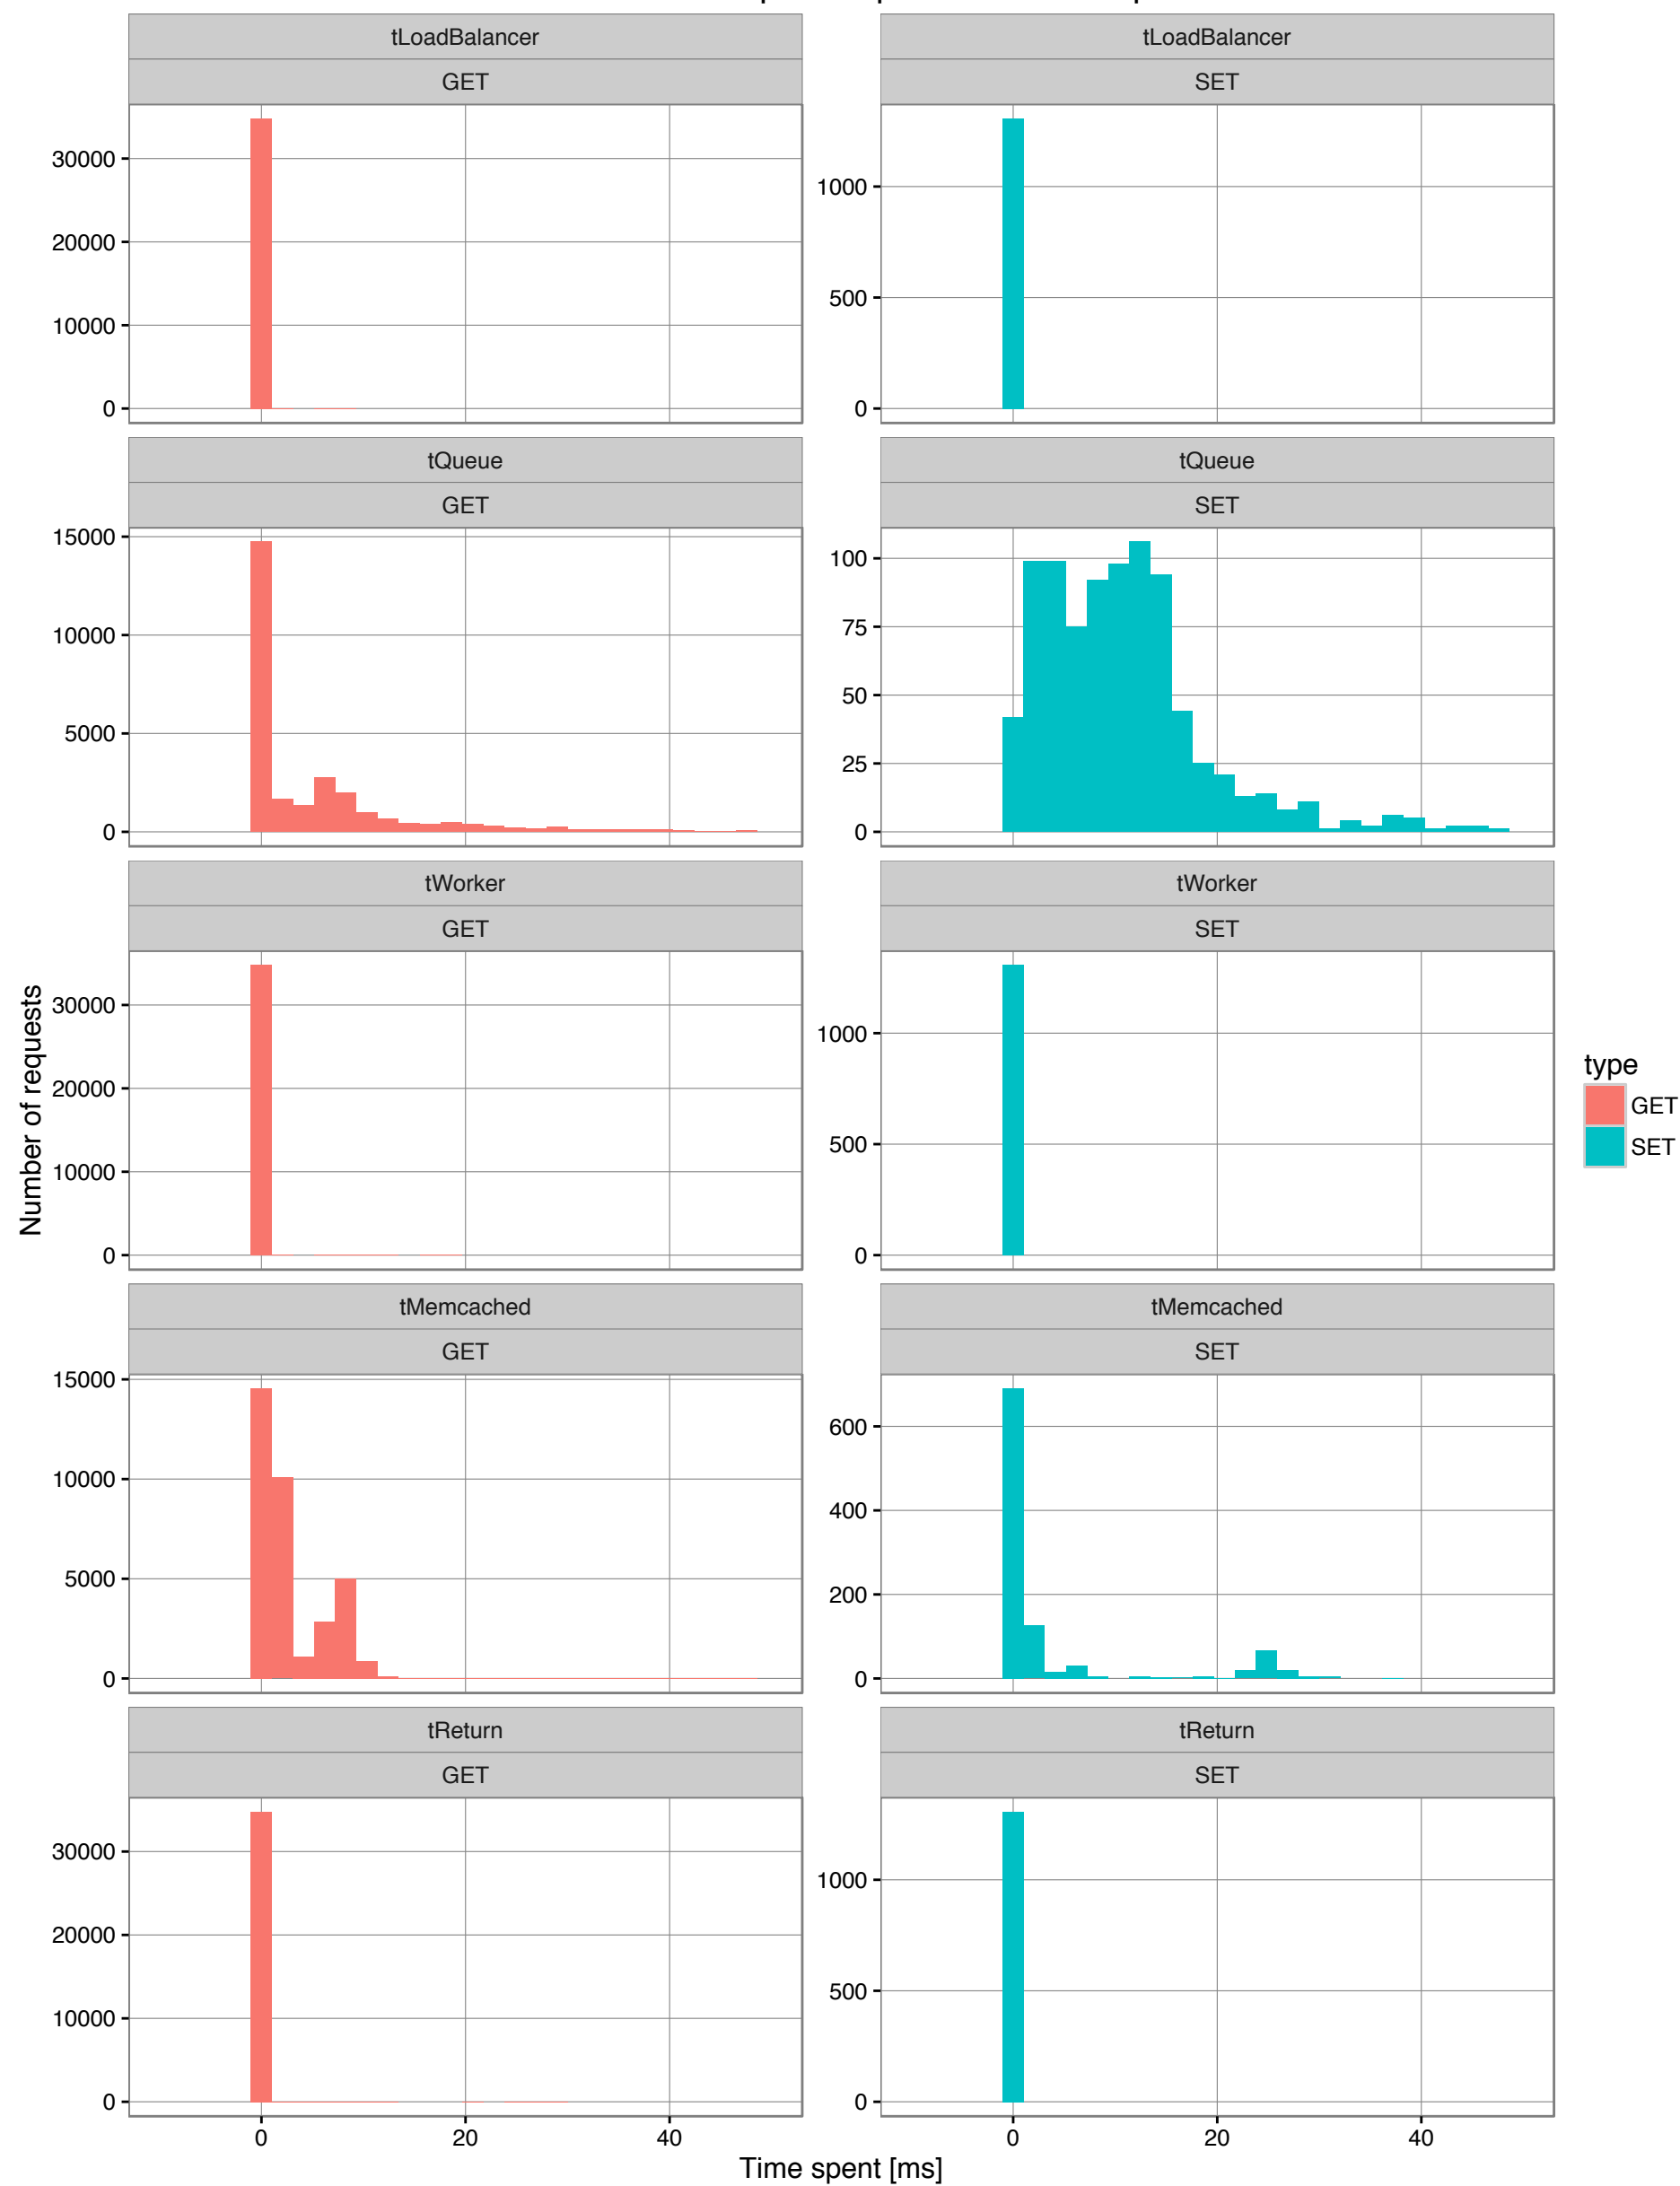 tLoadBalancer tLoadBalancer
GET SET
30000
20000
10000
0
1000
500
0
tQueue tQueue
GET SET
15000
10000
5000
0
100
75
50
25
0
tWorker tWorker
GET SET
30000
20000
10000
0
1000
500
0
tMemcached tMemcached
GET SET
15000
10000
5000
0
600
400
200
0
tReturn tReturn
GET SET
30000
20000
10000
0
1000
500
0
0 20 40 0 20 40
Time spent [ms]
Number of requests
type
GET
SET